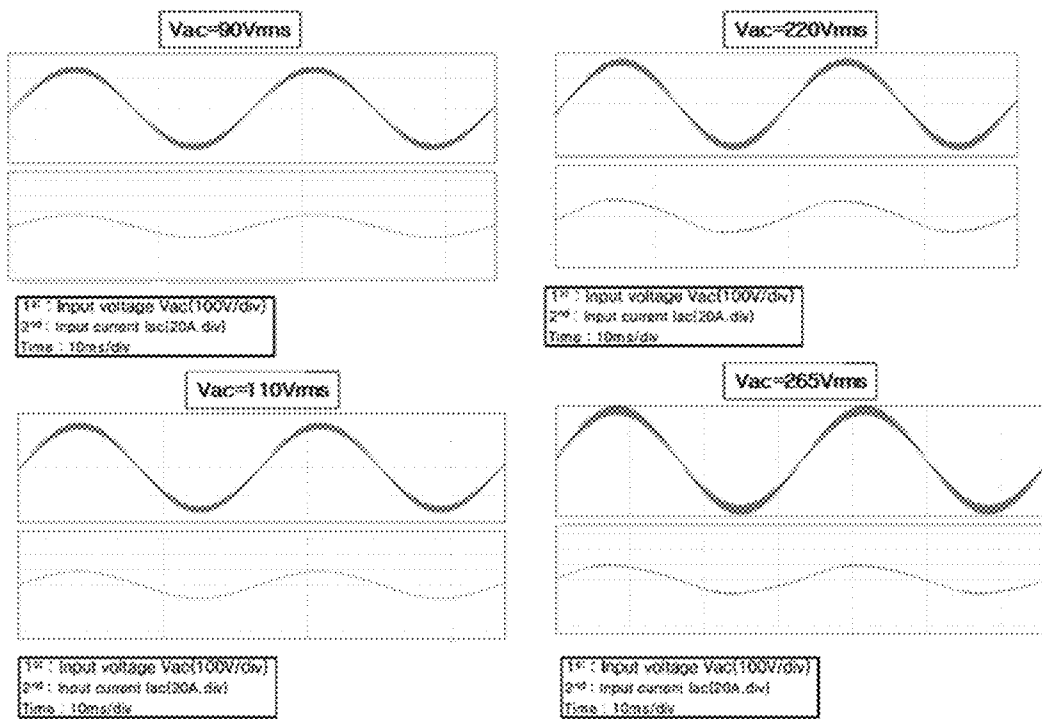 Vac=90Vrms
1st : Input voltage Vac(100V/div)
2nd : Input current Iac(20A.div)
Time : 10ms/div
Vac=220Vrms
1st : Input voltage Vac(100V/div)
2nd : Input current Iac(20A.div)
Time : 10ms/div
Vac=110Vrms
1st : Input voltage Vac(100V/div)
2nd : Input current Iac(20A.div)
Time : 10ms/div
Vac=265Vrms
1st : Input voltage Vac(100V/div)
2nd : Input current Iac(20A.div)
Time : 10ms/div